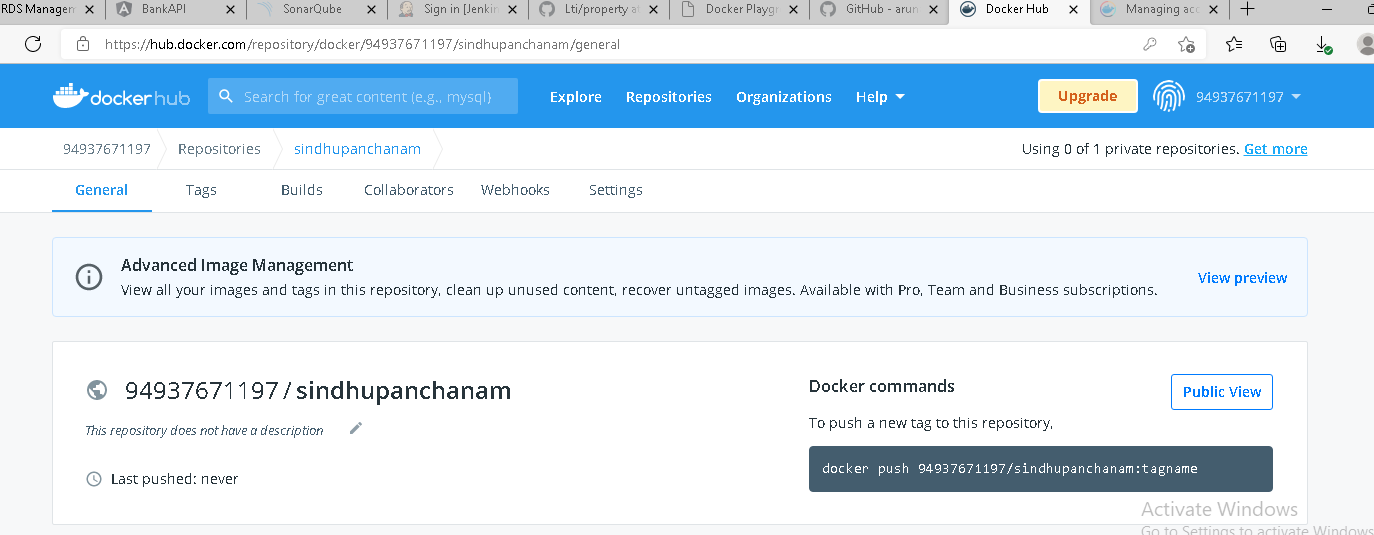 RDS Managem
BankAPI
SonarQube
Sign in [Jenkin
Lti/property at
Docker Playgr
GitHub - arun
Docker Hub
Managing acc
https://hub.docker.com/repository/docker/94937671197/sindhupanchanam/general
docker hub
Search for great content (e.g., mysql)
Explore
Repositories
Organizations
Help
Upgrade
94937671197
94937671197
Repositories
sindhupanchanam
Using 0 of 1 private repositories. Get more
General
Tags
Builds
Collaborators
Webhooks
Settings
Advanced Image Management
View all your images and tags in this repository, clean up unused content, recover untagged images. Available with Pro, Team and Business subscriptions.
View preview
94937671197 / sindhupanchanam
This repository does not have a description
Last pushed: never
Docker commands
Public View
To push a new tag to this repository,
docker push 94937671197/sindhupanchanam:tagname
Activate Windows
Go to Settings to activate Windows